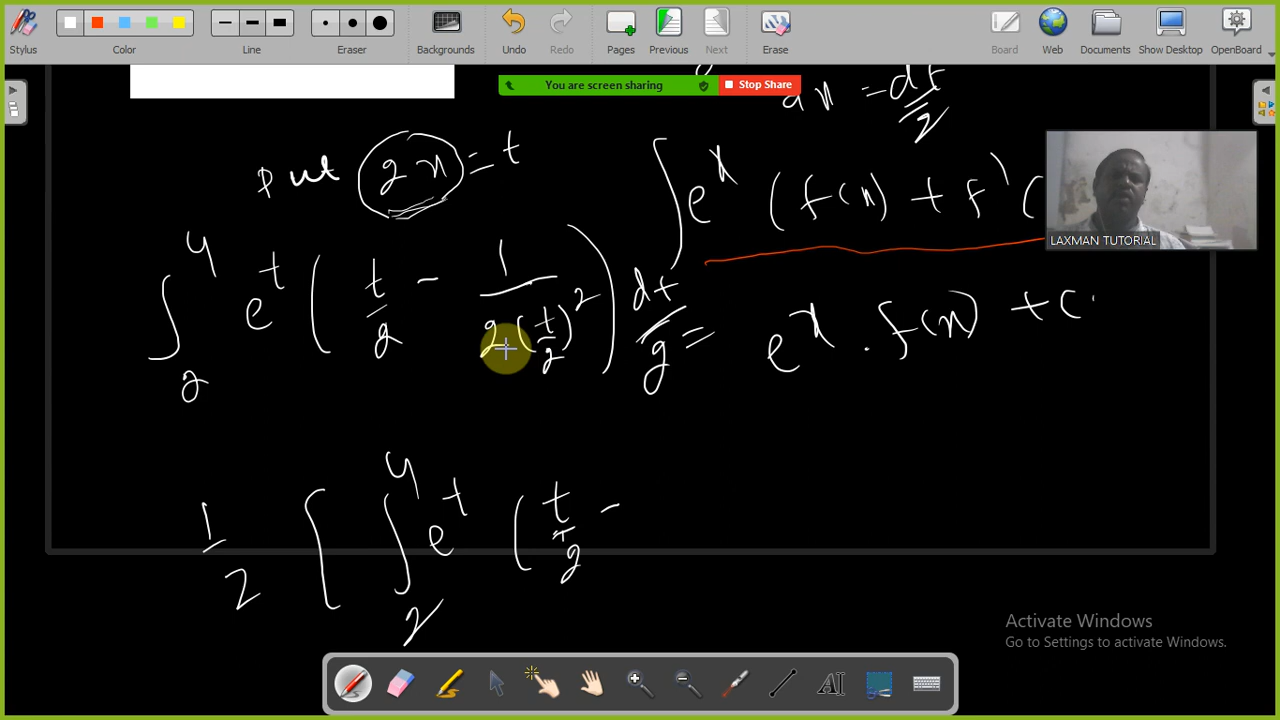 Stylus Color Line Eraser Backgrounds Undo Redo Pages Previous Next Erase Board Web Documents Show Desktop OpenBoard
You are screen sharing Stop Share
dx = dt/2
put 2x = t
∫ e^x (f(x) + f'(
LAXMAN TUTORIAL
∫_2^4 e^t ( t/2 - 1/(2(t/2)^2) ) dt/2 = e^x . f(x) + c
1/2 [ ∫_2^4 e^t ( t/2 -
Activate Windows
Go to Settings to activate Windows.
AI